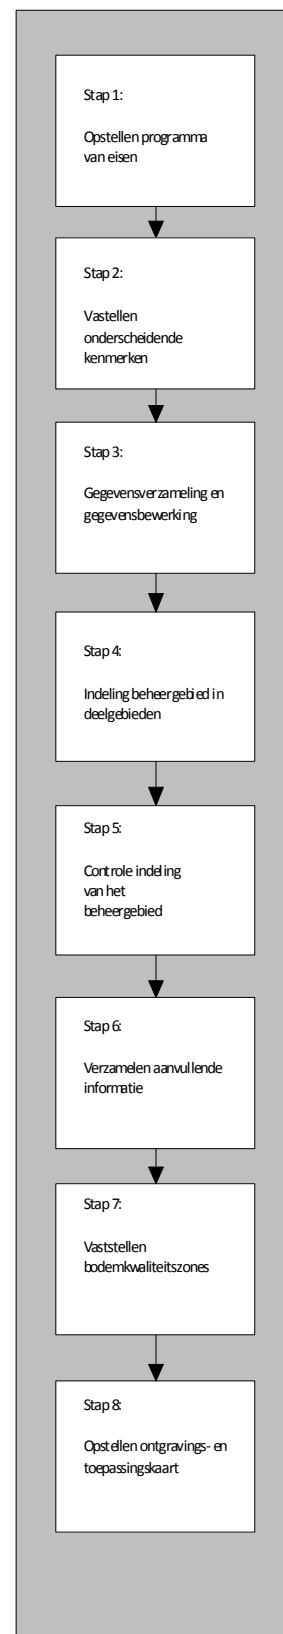 Stap 1:
Opstellen programma
van eisen
Stap 2:
Vastellen
onderscheidende
kenmerken
Stap 3:
Gegevensverzameling en
gegevensbewerking
Stap 4:
Indeling beheergebied in
deelgebieden
Stap 5:
Controle indeling
van het
beheergebied
Stap 6:
Verzamelen aanvullende
informatie
Stap 7:
Vaststellen
bodemkwaliteitszones
Stap 8:
Opstellen ontgravings- en
toepassingskaart